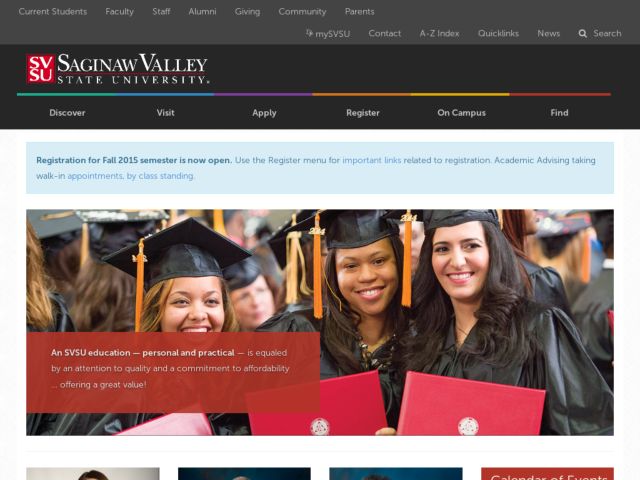 Current Students Faculty Staff Alumni Giving Community Parents
mySVSU Contact A-Z Index Quicklinks News Search
SV
SU
SAGINAW VALLEY
STATE UNIVERSITY.
Discover Visit Apply Register On Campus Find
Registration for Fall 2015 semester is now open. Use the Register menu for important links related to registration. Academic Advising taking
walk-in appointments, by class standing.
An SVSU education — personal and practical — is equaled
by an attention to quality and a commitment to affordability
... offering a great value!
Calendar of Events